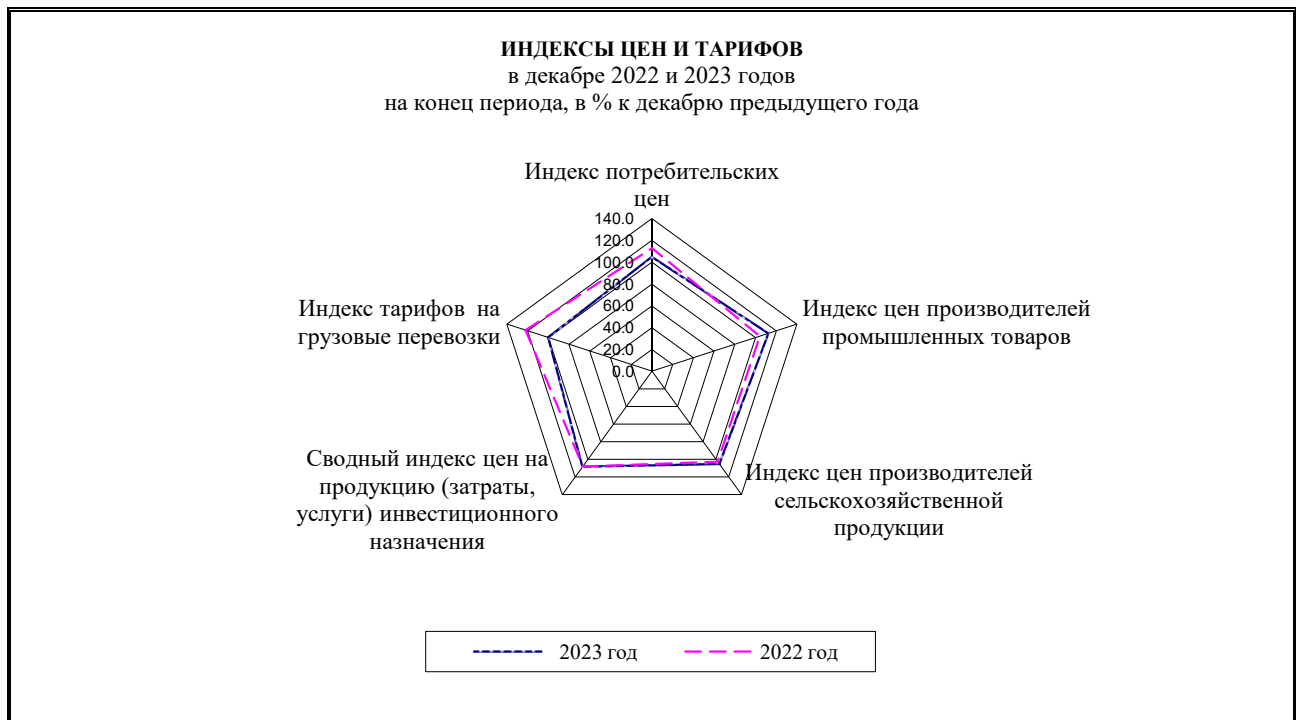 ИНДЕКСЫ ЦЕН И ТАРИФОВ
в декабре 2022 и 2023 годов
на конец периода, в % к декабрю предыдущего года
Индекс потребительских
цен
140.0
120.0
100.0
80.0
60.0
40.0
20.0
0.0
Индекс цен производителей
промышленных товаров
Индекс цен производителей
сельскохозяйственной
продукции
Сводный индекс цен на
продукцию (затраты,
услуги) инвестиционного
назначения
Индекс тарифов на
грузовые перевозки
2023 год
2022 год